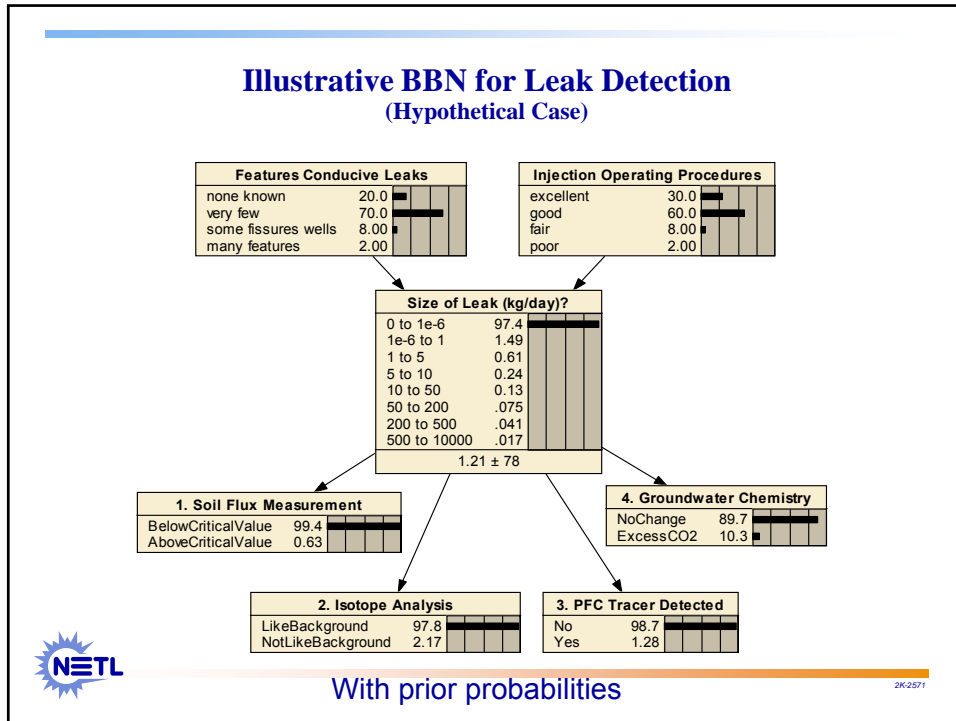 Illustrative BBN for Leak Detection
(Hypothetical Case)
Features Conducive Leaks
none known 20.0
very few 70.0
some fissures wells 8.00
many features 2.00
Injection Operating Procedures
excellent 30.0
good 60.0
fair 8.00
poor 2.00
Size of Leak (kg/day)?
0 to 1e-6 97.4
1e-6 to 1 1.49
1 to 5 0.61
5 to 10 0.24
10 to 50 0.13
50 to 200 .075
200 to 500 .041
500 to 10000 .017
1.21 ± 78
1. Soil Flux Measurement
BelowCriticalValue 99.4
AboveCriticalValue 0.63
4. Groundwater Chemistry
NoChange 89.7
ExcessCO2 10.3
2. Isotope Analysis
LikeBackground 97.8
NotLikeBackground 2.17
3. PFC Tracer Detected
No 98.7
Yes 1.28
NETL
With prior probabilities
2K-2571